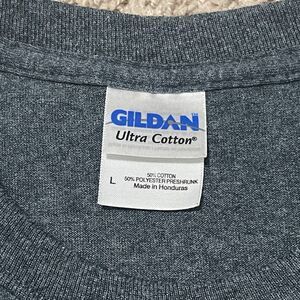 GILDAN
Ultra Cotton®
L
50% COTTON
50% POLYESTER PRESHRUNK
Made in Honduras